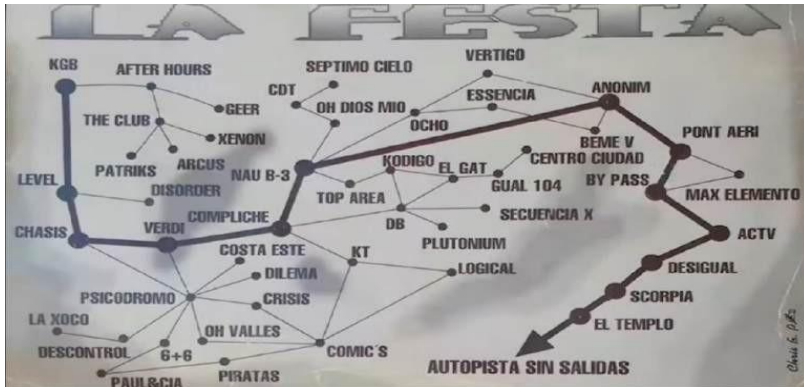 LA FESTA
KGB
AFTER HOURS
SEPTIMO CIELO
VERTIGO
CDT
ANONIM
GEER
OH DIOS MIO
ESSENCIA
THE CLUB
OCHO
XENON
BEME V
PONT AERI
ARCUS
PATRIKS
NAU B-3
KODIGO
EL GAT
CENTRO CIUDAD
LEVEL
DISORDER
TOP AREA
GUAL 104
BY PASS
MAX ELEMENTO
COMPLICHE
SECUENCIA X
CHASIS
VERDI
DB
PLUTONIUM
ACTV
COSTA ESTE
KT
DILEMA
LOGICAL
DESIGUAL
PSICODROMO
CRISIS
SCORPIA
LA XOCO
OH VALLES
EL TEMPLO
DESCONTROL
6+6
COMIC´S
PIRATAS
AUTOPISTA SIN SALIDAS
PAUL&CIA